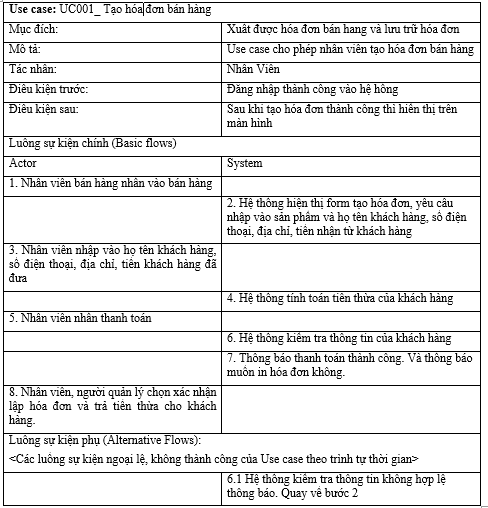 Use case: UC001_ Tạo hóa đơn bán hàng
Mục đích: Xuất được hóa đơn bán hang và lưu trữ hóa đơn
Mô tả: Use case cho phép nhân viên tạo hóa đơn bán hàng
Tác nhân: Nhân Viên
Điều kiện trước: Đăng nhập thành công vào hệ hông
Điều kiện sau: Sau khi tạo hóa đơn thành công thì hiển thị trên
màn hình
Luồng sự kiện chính (Basic flows)
Actor System
1. Nhân viên bán hàng nhấn vào bán hàng
2. Hệ thống hiện thị form tạo hóa đơn, yêu cầu
nhập vào sản phẩm và họ tên khách hàng, số điện
thoại, địa chỉ, tiền nhận từ khách hàng
3. Nhân viên nhập vào họ tên khách hàng,
số điện thoại, địa chỉ, tiền khách hàng đã
đưa
4. Hệ thống tính toán tiền thừa của khách hàng
5. Nhân viên nhấn thanh toán
6. Hệ thống kiểm tra thông tin của khách hàng
7. Thông báo thanh toán thành công. Và thông báo
muốn in hóa đơn không.
8. Nhân viên, người quản lý chọn xác nhận
lập hóa đơn và trả tiền thừa cho khách
hàng.
Luồng sự kiện phụ (Alternative Flows):
<Các luồng sự kiện ngoại lệ, không thành công của Use case theo trình tự thời gian>
6.1 Hệ thống kiểm tra thông tin không hợp lệ
thông báo. Quay về bước 2